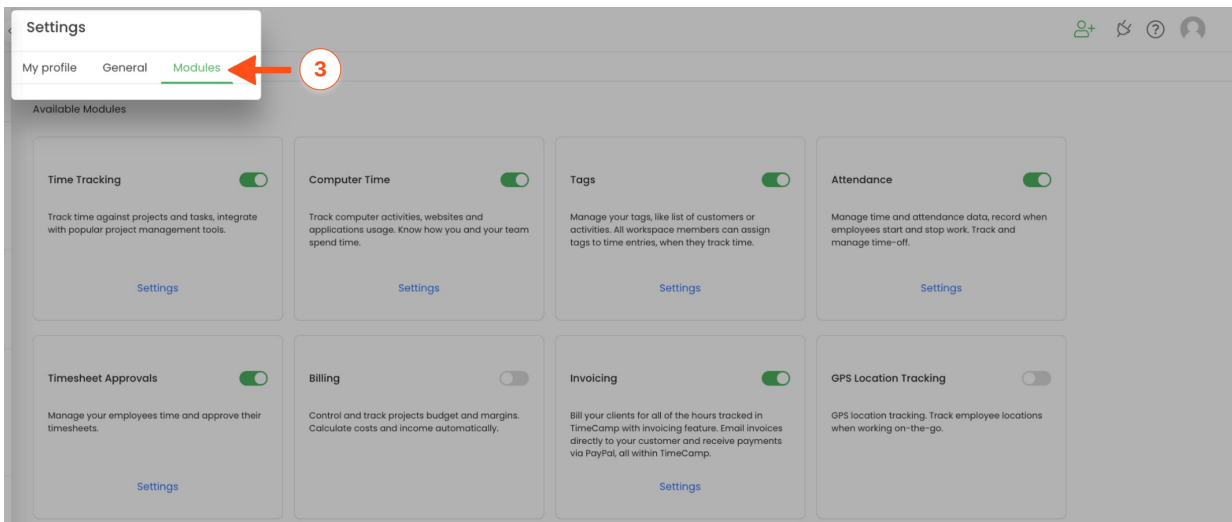 Settings
My profile General Modules
3
Available Modules
Time Tracking
Track time against projects and tasks, integrate
with popular project management tools.
Settings
Computer Time
Track computer activities, websites and
applications usage. Know how you and your team
spend time.
Settings
Tags
Manage your tags, like list of customers or
activities. All workspace members can assign
tags to time entries, when they track time.
Settings
Attendance
Manage time and attendance data, record when
employees start and stop work. Track and
manage time-off.
Settings
Timesheet Approvals
Manage your employees time and approve their
timesheets.
Settings
Billing
Control and track projects budget and margins.
Calculate costs and income automatically.
Invoicing
Bill your clients for all of the hours tracked in
TimeCamp with invoicing feature. Email invoices
directly to your customer and receive payments
via PayPal, all within TimeCamp.
Settings
GPS Location Tracking
GPS location tracking. Track employee locations
when working on-the-go.